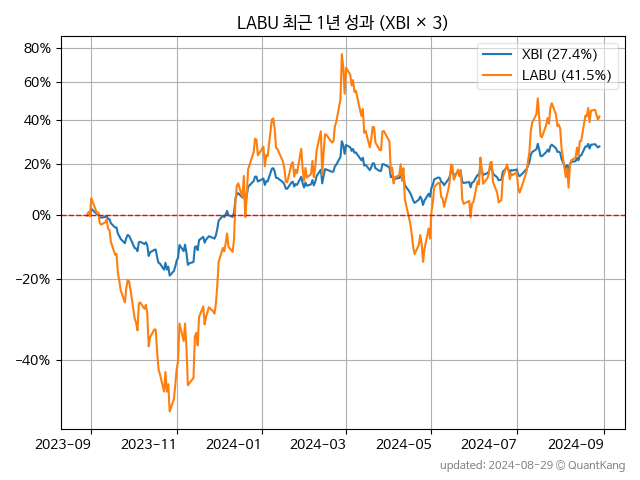 LABU 최근 1년 성과 (XBI × 3)
XBI (27.4%)
LABU (41.5%)
80%
60%
40%
20%
0%
−20%
−40%
2023-09 2023-11 2024-01 2024-03 2024-05 2024-07 2024-09
updated: 2024-08-29 © QuantKang